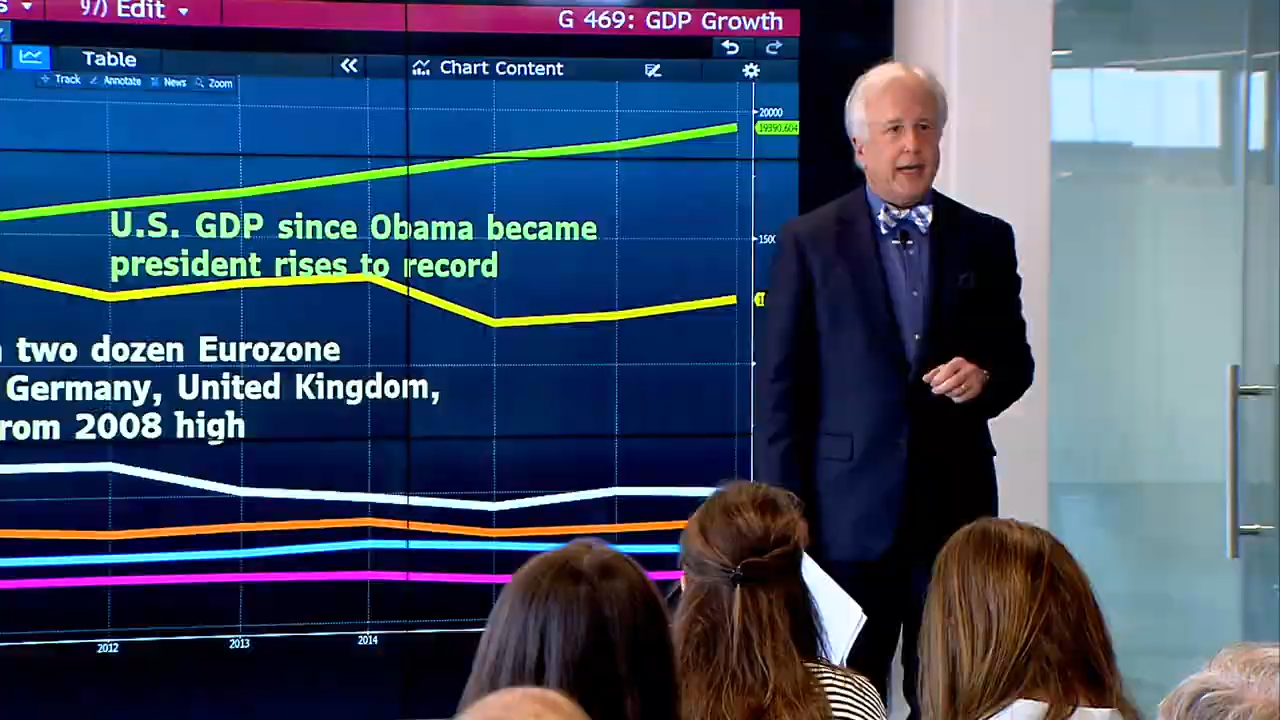 97) Edit
G 469: GDP Growth
Table
Chart Content
Track Annotate News Zoom
20000
19390.604
U.S. GDP since Obama became
president rises to record
1500
two dozen Eurozone
Germany, United Kingdom,
rom 2008 high
2012 2013 2014